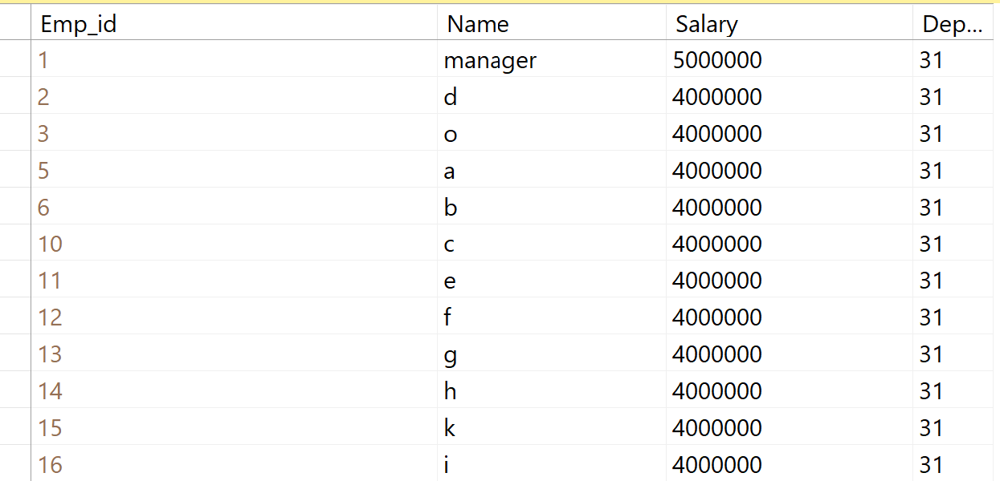 Emp_id Name Salary Dep...
1 manager 5000000 31
2 d 4000000 31
3 o 4000000 31
5 a 4000000 31
6 b 4000000 31
10 c 4000000 31
11 e 4000000 31
12 f 4000000 31
13 g 4000000 31
14 h 4000000 31
15 k 4000000 31
16 i 4000000 31